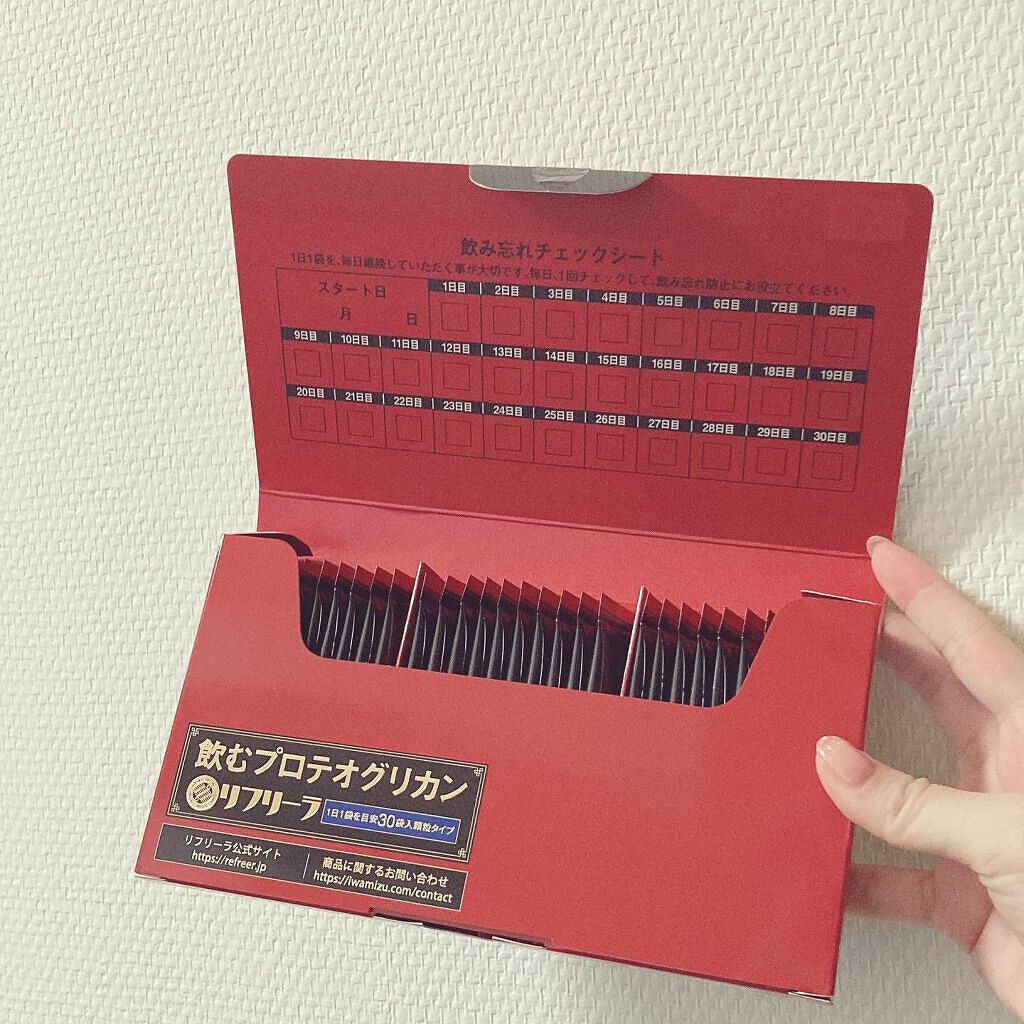 飲み忘れチェックシート
1日1袋を、毎日継続していただく事が大切です。毎日、1回チェックして、飲み忘れ防止にお役立てください。
スタート日
月 日
1日目 2日目 3日目 4日目 5日目 6日目 7日目 8日目
9日目 10日目 11日目 12日目 13日目 14日目 15日目 16日目 17日目 18日目 19日目
20日目 21日目 22日目 23日目 24日目 25日目 26日目 27日目 28日目 29日目 30日目
飲むプロテオグリカン
リフリーラ
1日1袋を目安30袋入顆粒タイプ
リフリーラ公式サイト
https://refreer.jp
商品に関するお問い合わせ
https://iwamizu.com/contact